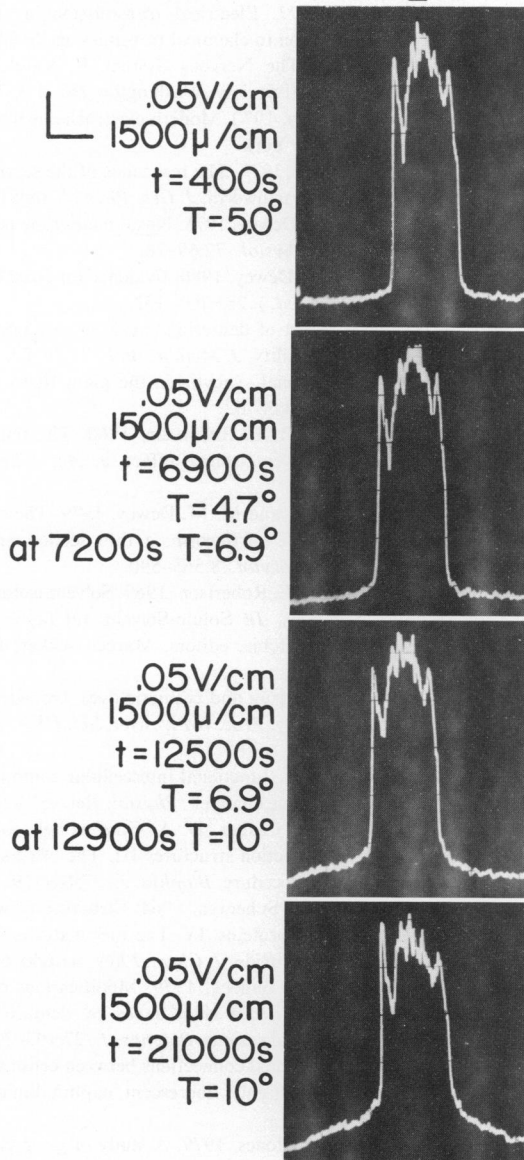 .05V/cm
1500μ/cm
t=400s
T=5.0°
.05V/cm
1500μ/cm
t=6900s
T=4.7°
at 7200s T=6.9°
.05V/cm
1500μ/cm
t=12500s
T=6.9°
at 12900s T=10°
.05V/cm
1500μ/cm
t=21000s
T=10°